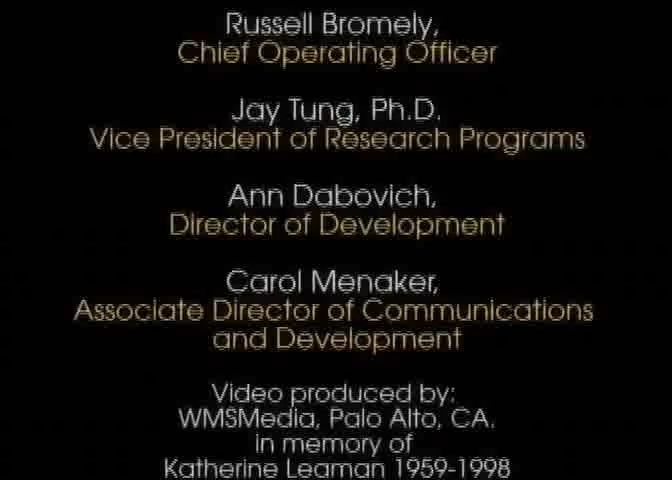 Russell Bromely,
Chief Operating Officer
Jay Tung, Ph.D.
Vice President of Research Programs
Ann Dabovich,
Director of Development
Carol Menaker,
Associate Director of Communications
and Development
Video produced by:
WMSMedia, Palo Alto, CA.
in memory of
Katherine Leaman 1959-1998